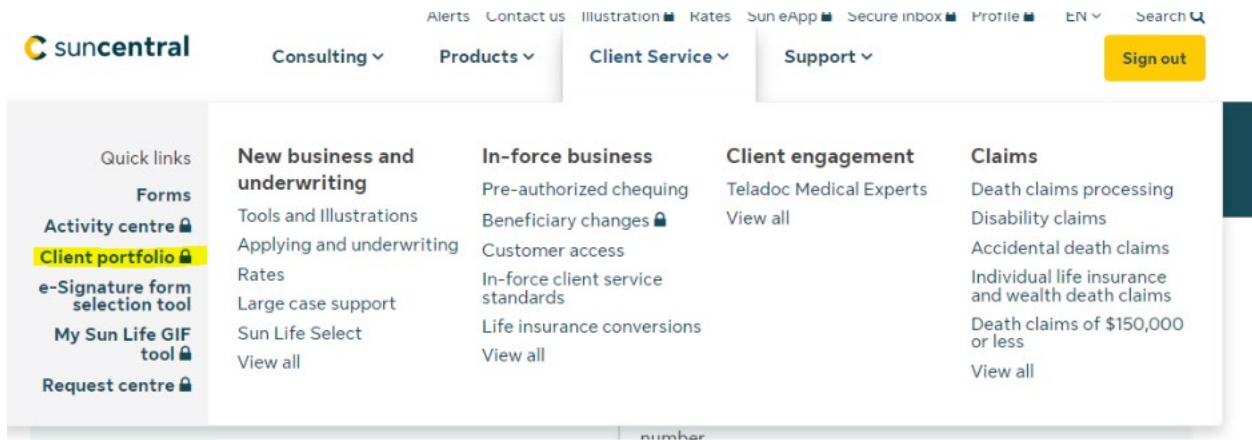 Alerts Contact us Illustration Rates Sun eApp Secure inbox Profile EN Search
suncentral
Consulting Products Client Service Support
Sign out
Quick links
Forms
Activity centre
Client portfolio
e-Signature form
selection tool
My Sun Life GIF
tool
Request centre
New business and
underwriting
Tools and Illustrations
Applying and underwriting
Rates
Large case support
Sun Life Select
View all
In-force business
Pre-authorized chequing
Beneficiary changes
Customer access
In-force client service
standards
Life insurance conversions
View all
Client engagement
Teladoc Medical Experts
View all
Claims
Death claims processing
Disability claims
Accidental death claims
Individual life insurance
and wealth death claims
Death claims of $150,000
or less
View all
number